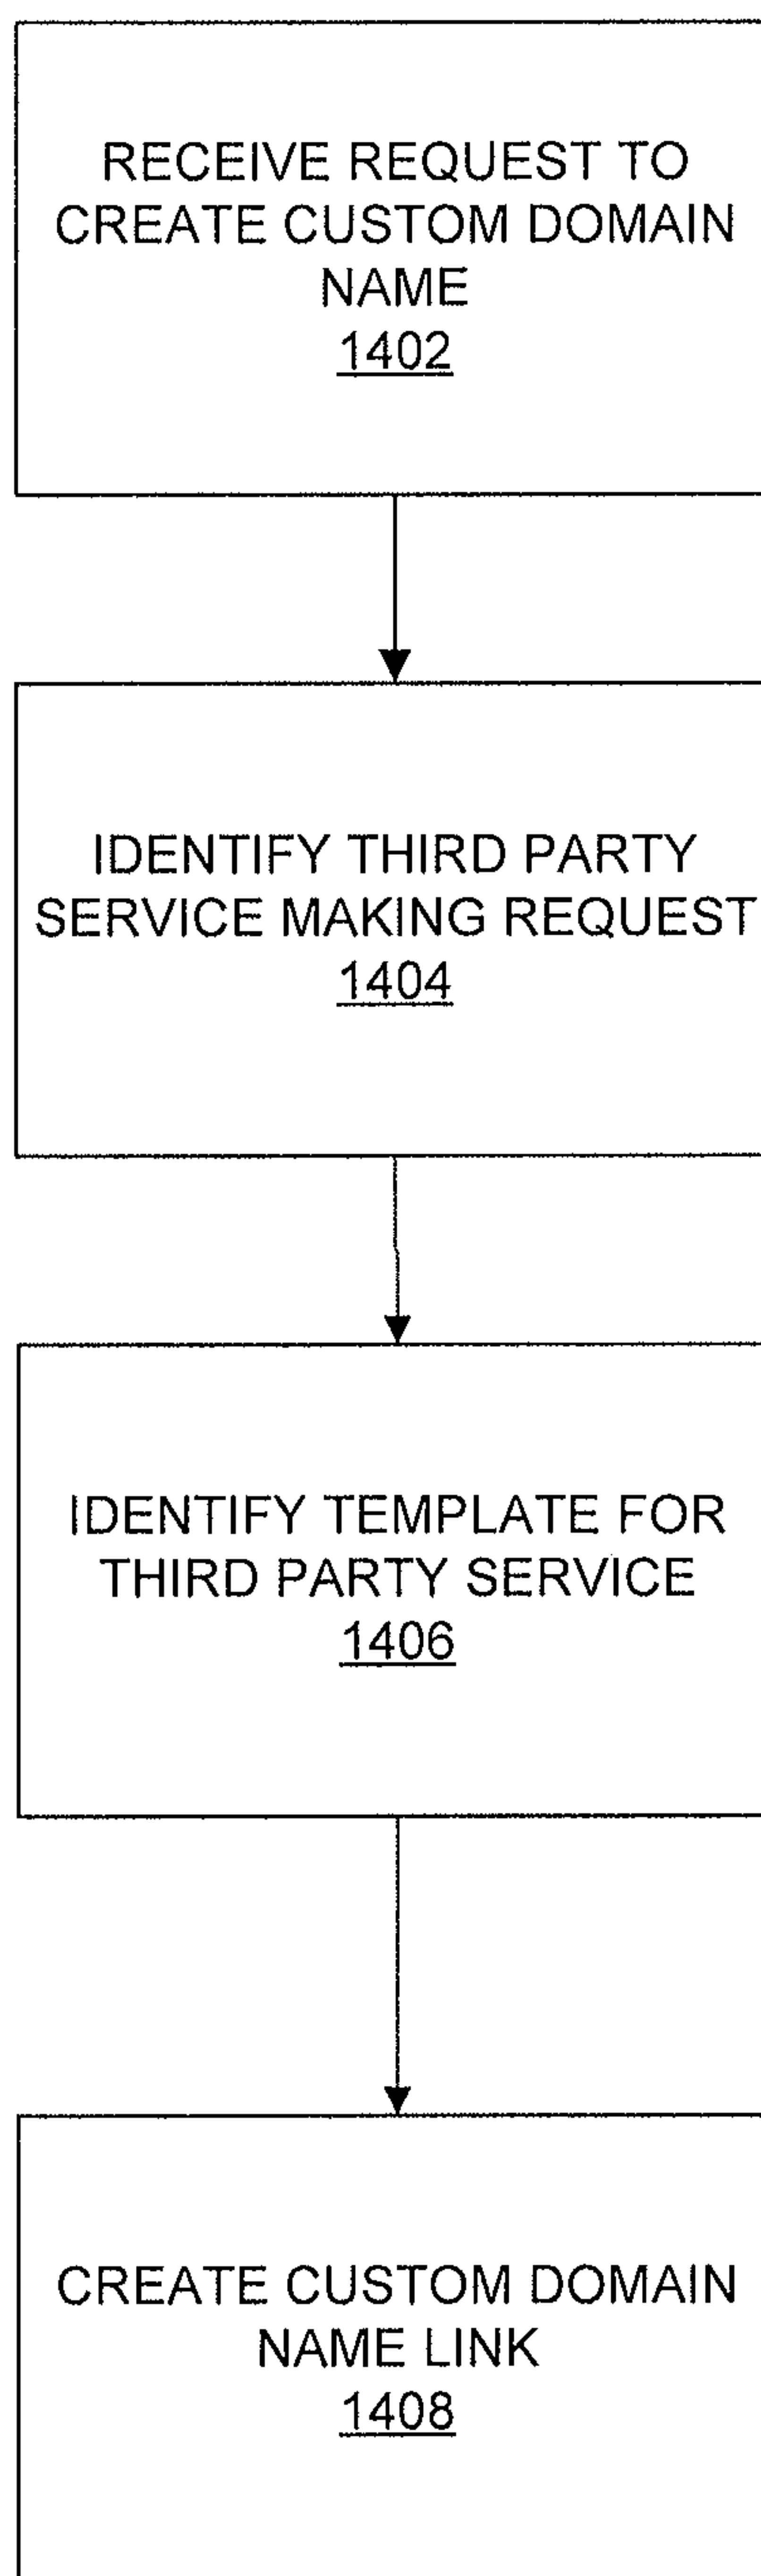 RECEIVE REQUEST TO
CREATE CUSTOM DOMAIN
NAME
1402
IDENTIFY THIRD PARTY
SERVICE MAKING REQUEST
1404
IDENTIFY TEMPLATE FOR
THIRD PARTY SERVICE
1406
CREATE CUSTOM DOMAIN
NAME LINK
1408